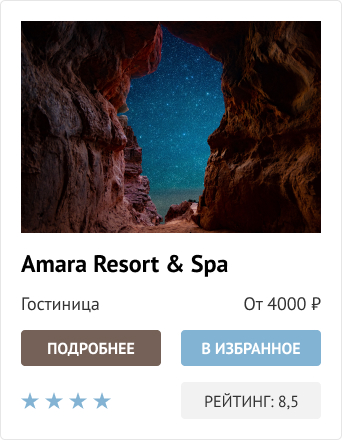 Amara Resort & Spa
Гостиница От 4000 ₽
ПОДРОБНЕЕ В ИЗБРАННОЕ
РЕЙТИНГ: 8,5